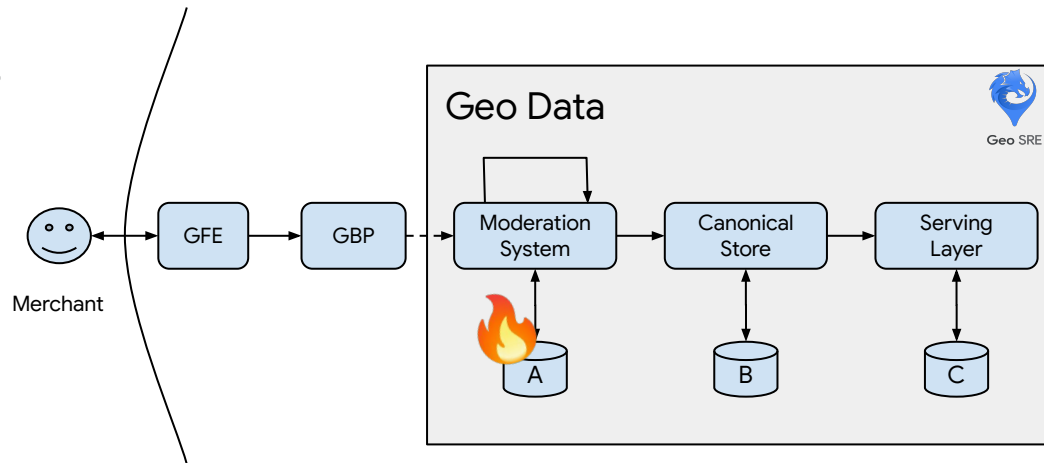 Geo Data
Geo SRE
Merchant
GFE
GBP
Moderation
System
Canonical
Store
Serving
Layer
A
B
C